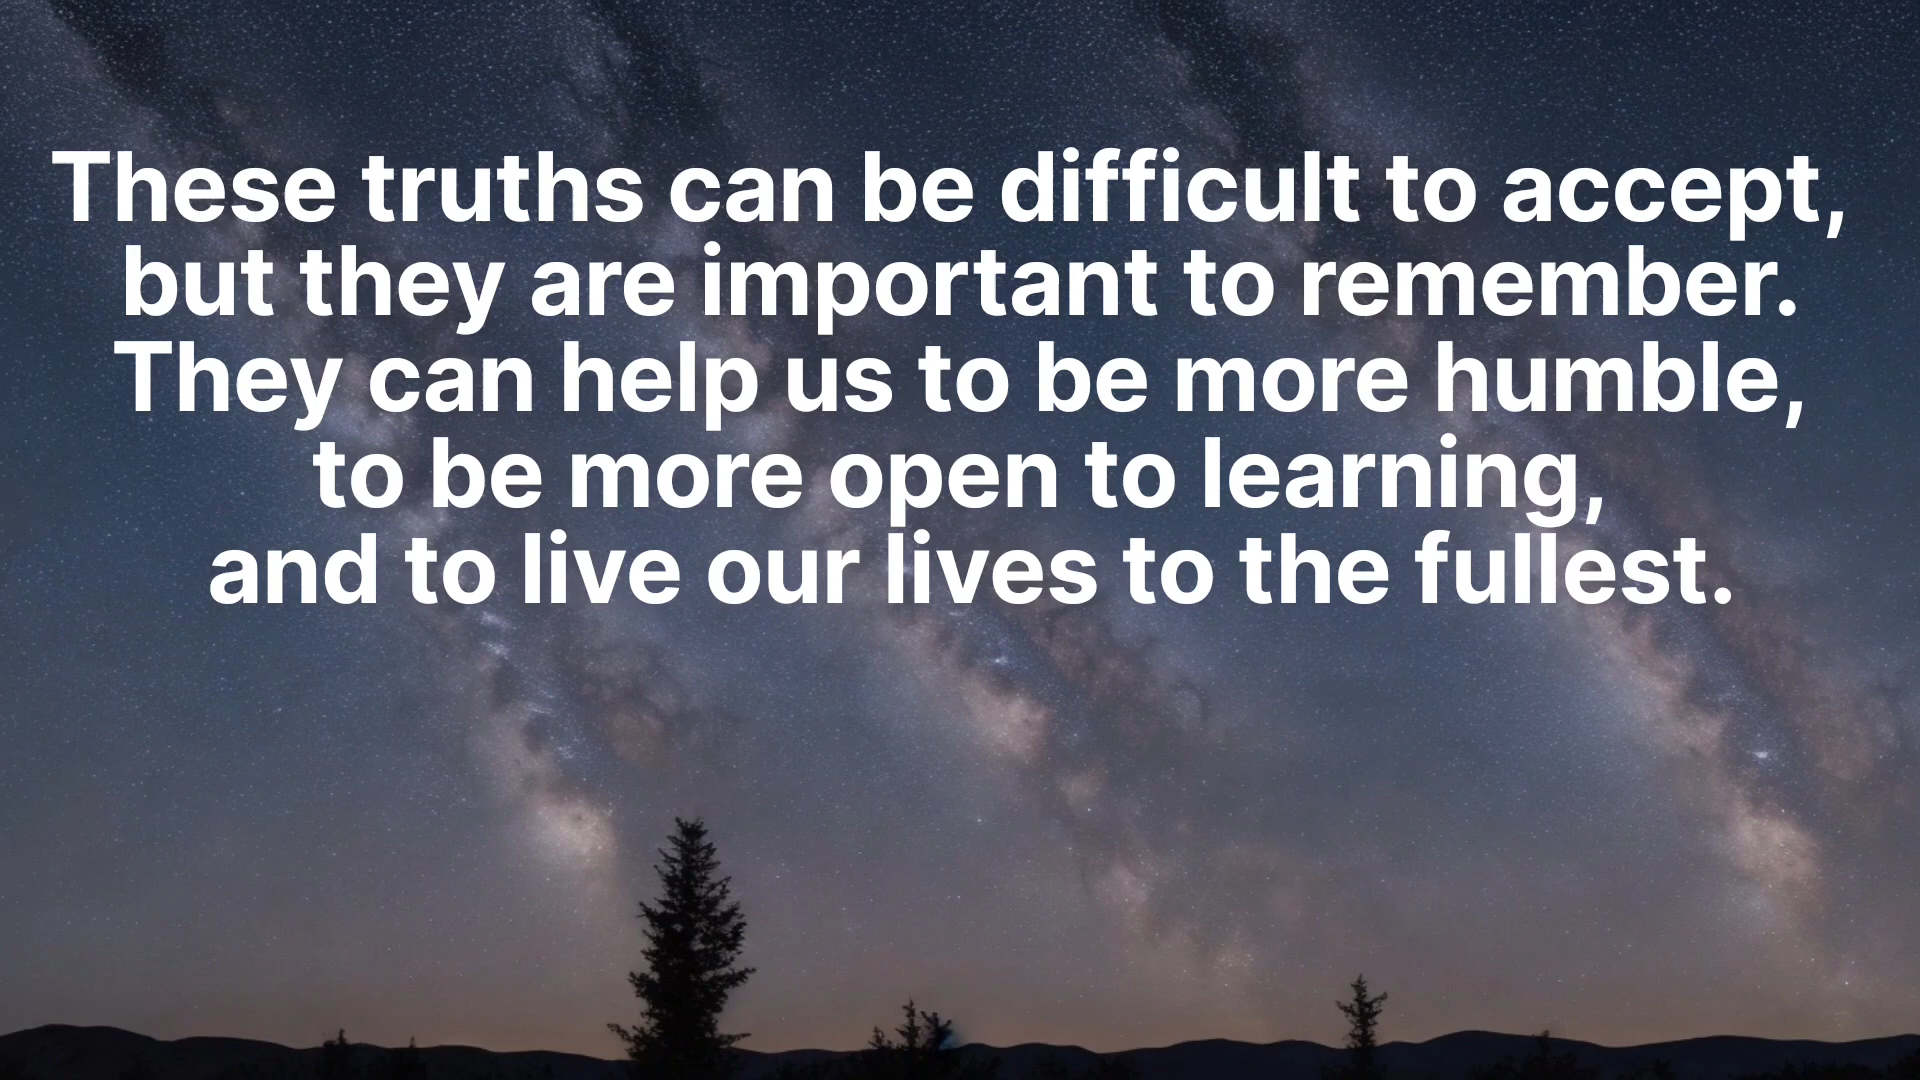 These truths can be difficult to accept,
but they are important to remember.
They can help us to be more humble,
to be more open to learning,
and to live our lives to the fullest.